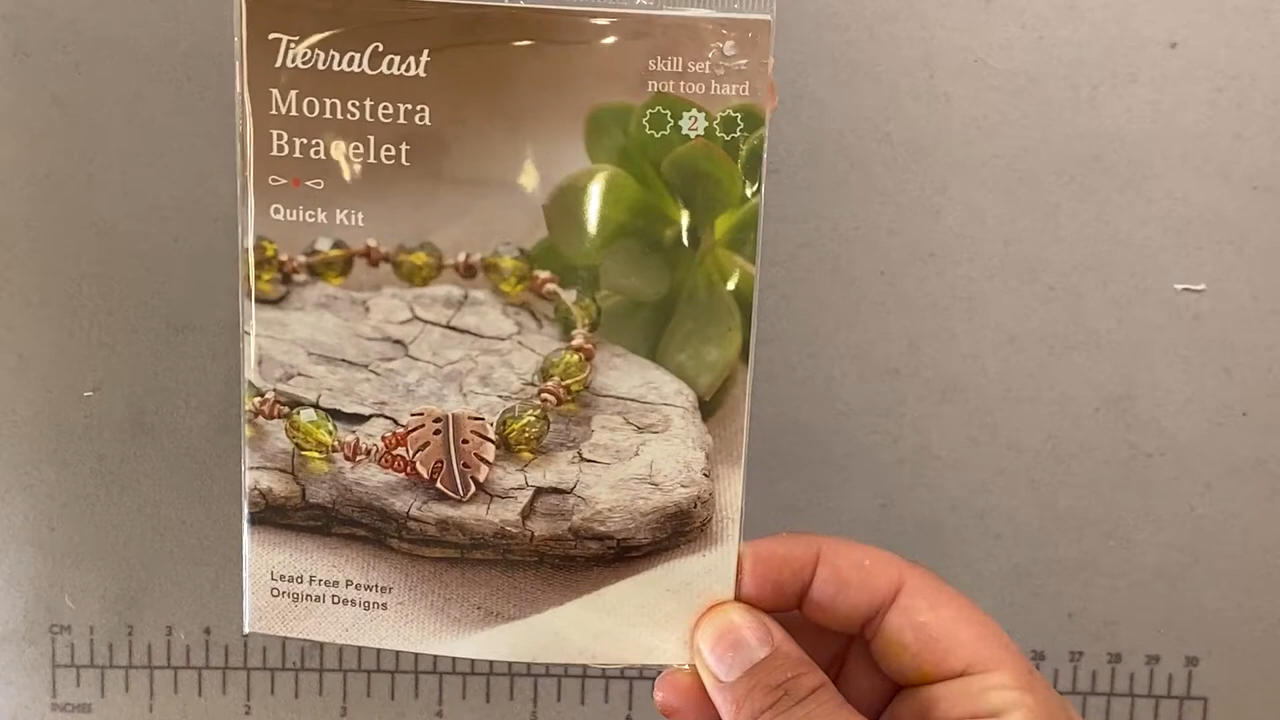 TierraCast
Monstera
Bracelet
Quick Kit
skill set
not too hard
2
Lead Free Pewter
Original Designs
CM 1 2 3 4 26 27 28 29 30
INCHES 1 2 3 4 5 6